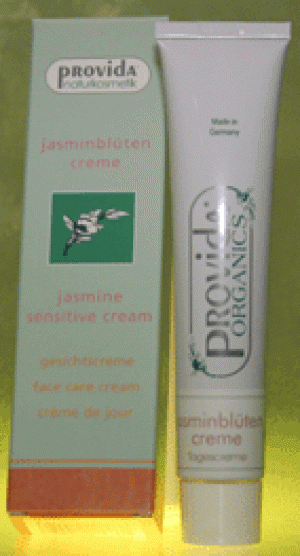 provida
naturkosmetik
jasminblüten
creme
jasmine
sensitive cream
gesichtscreme
face care cream
crème de jour
Made in
Germany
Provida
ORGANICS
jasminblüten
creme
Tagescreme